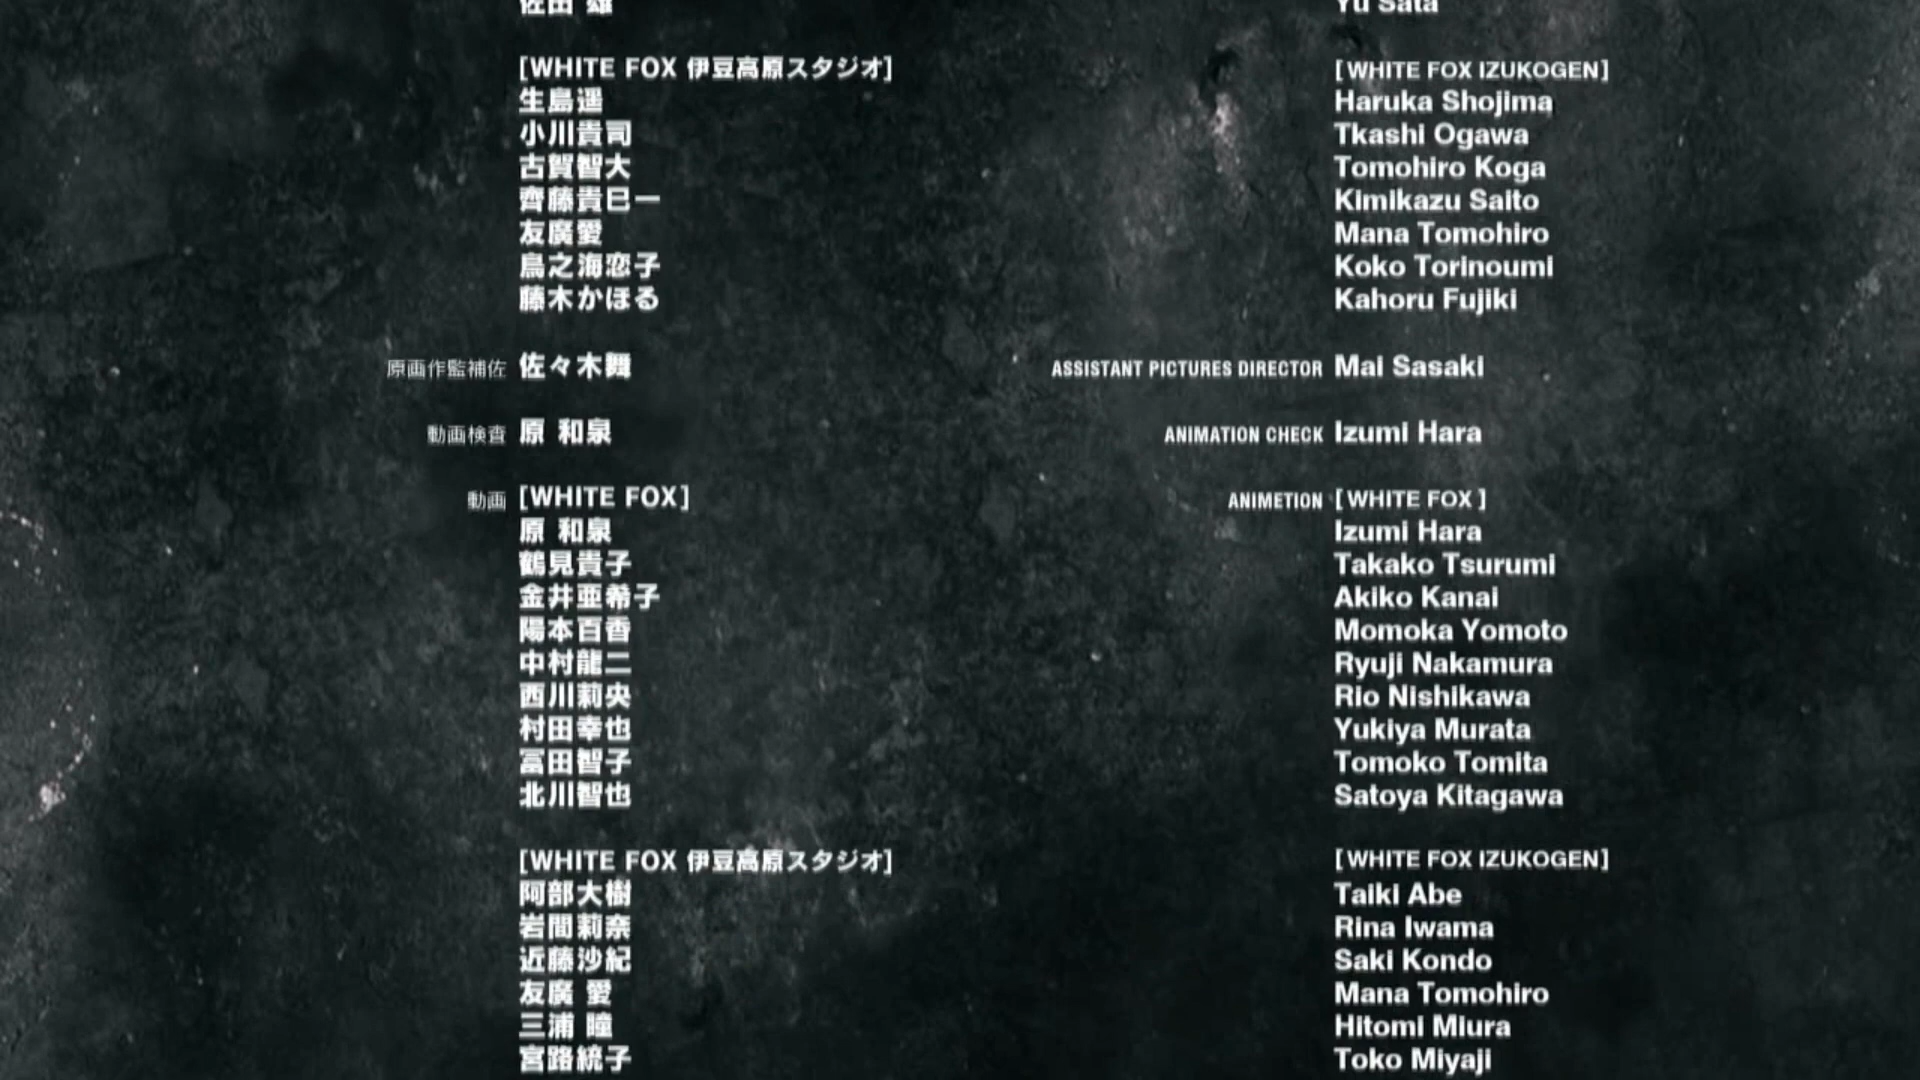 佐田 雄 Yu Sata
[WHITE FOX 伊豆高原スタジオ] [WHITE FOX IZUKOGEN]
生島遥 Haruka Shojima
小川貴司 Tkashi Ogawa
古賀智大 Tomohiro Koga
齊藤貴巳一 Kimikazu Saito
友廣愛 Mana Tomohiro
鳥之海恋子 Koko Torinoumi
藤木かほる Kahoru Fujiki
原画作監補佐 佐々木舞 ASSISTANT PICTURES DIRECTOR Mai Sasaki
動画検査 原 和泉 ANIMATION CHECK Izumi Hara
動画 [WHITE FOX] ANIMETION [WHITE FOX ]
原 和泉 Izumi Hara
鶴見貴子 Takako Tsurumi
金井亜希子 Akiko Kanai
陽本百香 Momoka Yomoto
中村龍二 Ryuji Nakamura
西川莉央 Rio Nishikawa
村田幸也 Yukiya Murata
冨田智子 Tomoko Tomita
北川智也 Satoya Kitagawa
[WHITE FOX 伊豆高原スタジオ] [WHITE FOX IZUKOGEN]
阿部大樹 Taiki Abe
岩間莉奈 Rina Iwama
近藤沙紀 Saki Kondo
友廣 愛 Mana Tomohiro
三浦 瞳 Hitomi Miura
宮路統子 Toko Miyaji